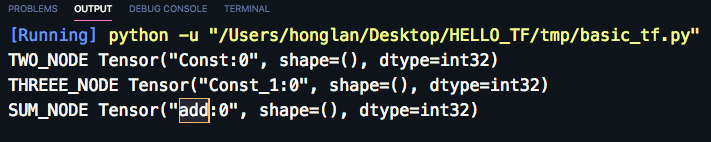 PROBLEMS OUTPUT DEBUG CONSOLE TERMINAL
[Running] python -u "/Users/honglan/Desktop/HELLO_TF/tmp/basic_tf.py"
TWO_NODE Tensor("Const:0", shape=(), dtype=int32)
THREEE_NODE Tensor("Const_1:0", shape=(), dtype=int32)
SUM_NODE Tensor("add:0", shape=(), dtype=int32)